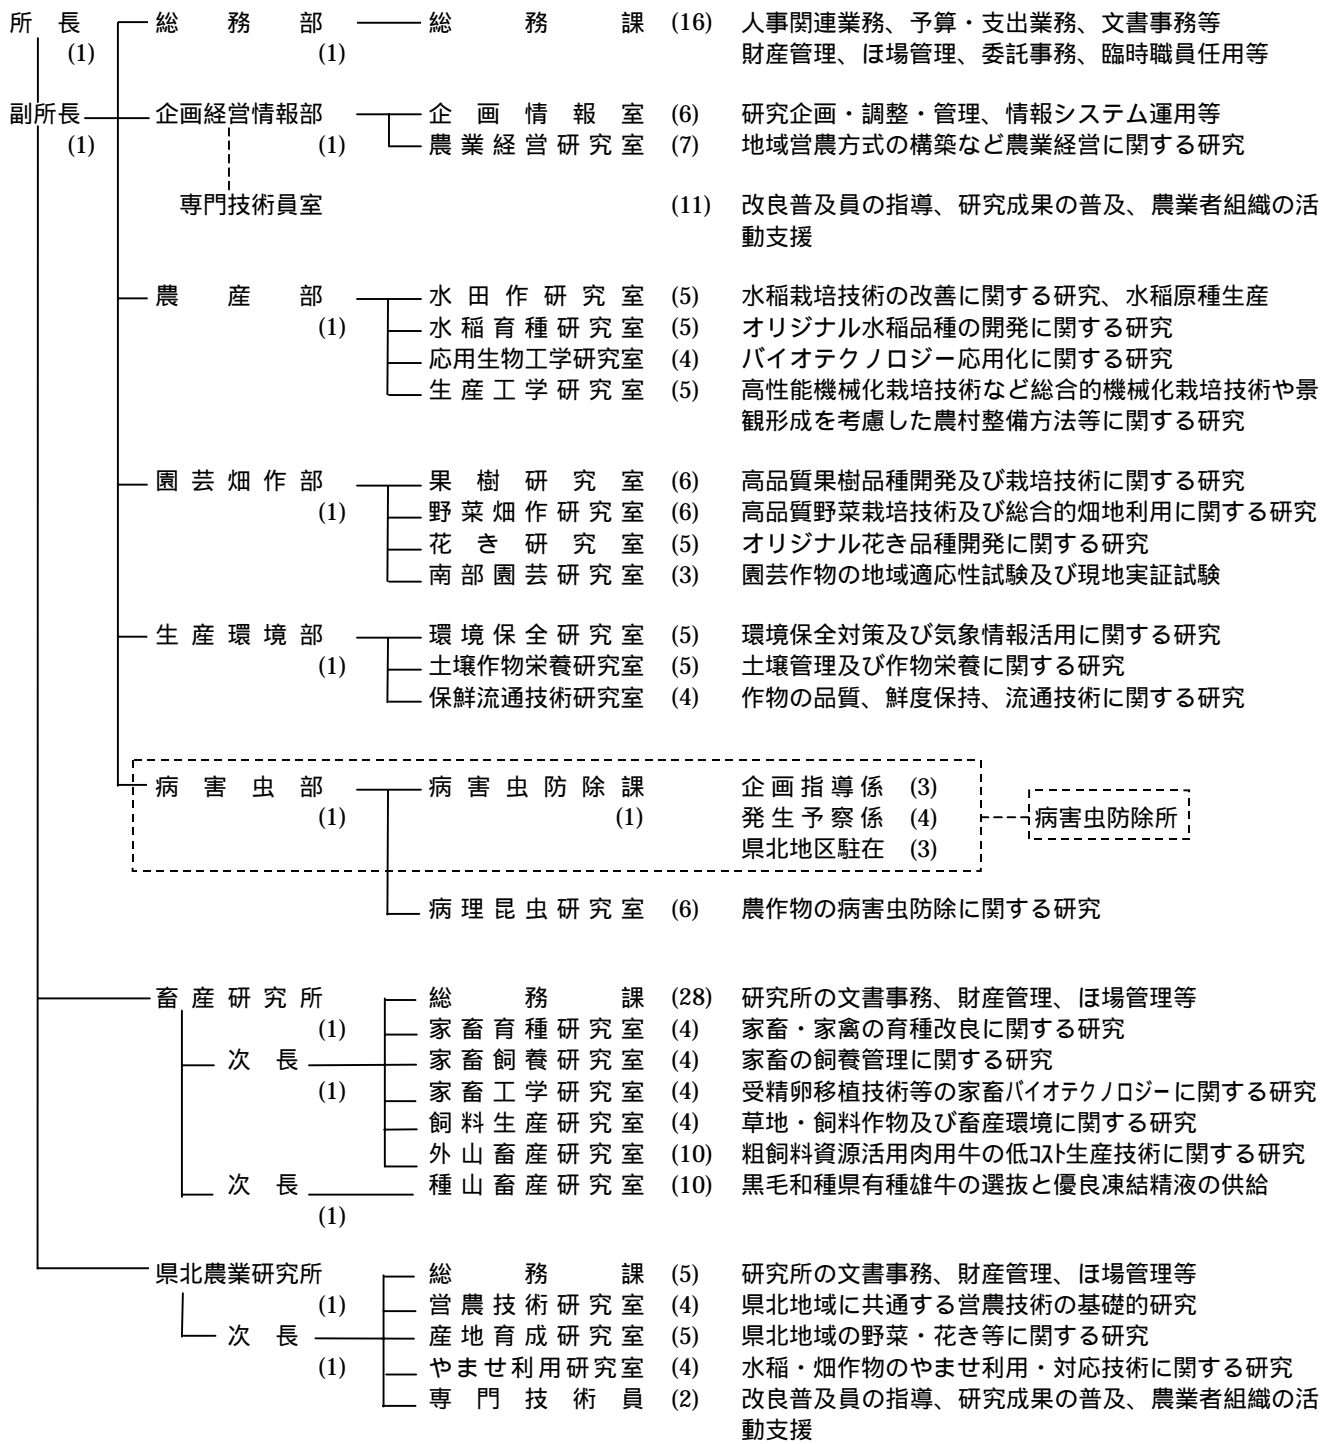 所長 総務部 総務課 (16) 人事関連業務、予算・支出業務、文書事務等
(1) (1) 財産管理、ほ場管理、委託事務、臨時職員任用等
副所長 企画経営情報部 企画情報室 (6) 研究企画・調整・管理、情報システム運用等
(1) (1) 農業経営研究室 (7) 地域営農方式の構築など農業経営に関する研究
専門技術員室 (11) 改良普及員の指導、研究成果の普及、農業者組織の活
動支援
農産部 水田作研究室 (5) 水稲栽培技術の改善に関する研究、水稲原種生産
(1) 水稲育種研究室 (5) オリジナル水稲品種の開発に関する研究
応用生物工学研究室 (4) バイオテクノロジー応用化に関する研究
生産工学研究室 (5) 高性能機械化栽培技術など総合的機械化栽培技術や景
観形成を考慮した農村整備方法等に関する研究
園芸畑作部 果樹研究室 (6) 高品質果樹品種開発及び栽培技術に関する研究
(1) 野菜畑作研究室 (6) 高品質野菜栽培技術及び総合的畑地利用に関する研究
花き研究室 (5) オリジナル花き品種開発に関する研究
南部園芸研究室 (3) 園芸作物の地域適応性試験及び現地実証試験
生産環境部 環境保全研究室 (5) 環境保全対策及び気象情報活用に関する研究
(1) 土壌作物栄養研究室 (5) 土壌管理及び作物栄養に関する研究
保鮮流通技術研究室 (4) 作物の品質、鮮度保持、流通技術に関する研究
病害虫部 病害虫防除課 企画指導係 (3)
(1) (1) 発生予察係 (4) 病害虫防除所
県北地区駐在 (3)
病理昆虫研究室 (6) 農作物の病害虫防除に関する研究
畜産研究所 総務課 (28) 研究所の文書事務、財産管理、ほ場管理等
(1) 家畜育種研究室 (4) 家畜・家禽の育種改良に関する研究
次長 家畜飼養研究室 (4) 家畜の飼養管理に関する研究
(1) 家畜工学研究室 (4) 受精卵移植技術等の家畜バイオテクノロジーに関する研究
飼料生産研究室 (4) 草地・飼料作物及び畜産環境に関する研究
外山畜産研究室 (10) 粗飼料資源活用肉用牛の低コスト生産技術に関する研究
次長 種山畜産研究室 (10) 黒毛和種県有種雄牛の選抜と優良凍結精液の供給
(1)
県北農業研究所 総務課 (5) 研究所の文書事務、財産管理、ほ場管理等
(1) 営農技術研究室 (4) 県北地域に共通する営農技術の基礎的研究
次長 産地育成研究室 (5) 県北地域の野菜・花き等に関する研究
(1) やませ利用研究室 (4) 水稲・畑作物のやませ利用・対応技術に関する研究
専門技術員 (2) 改良普及員の指導、研究成果の普及、農業者組織の活
動支援